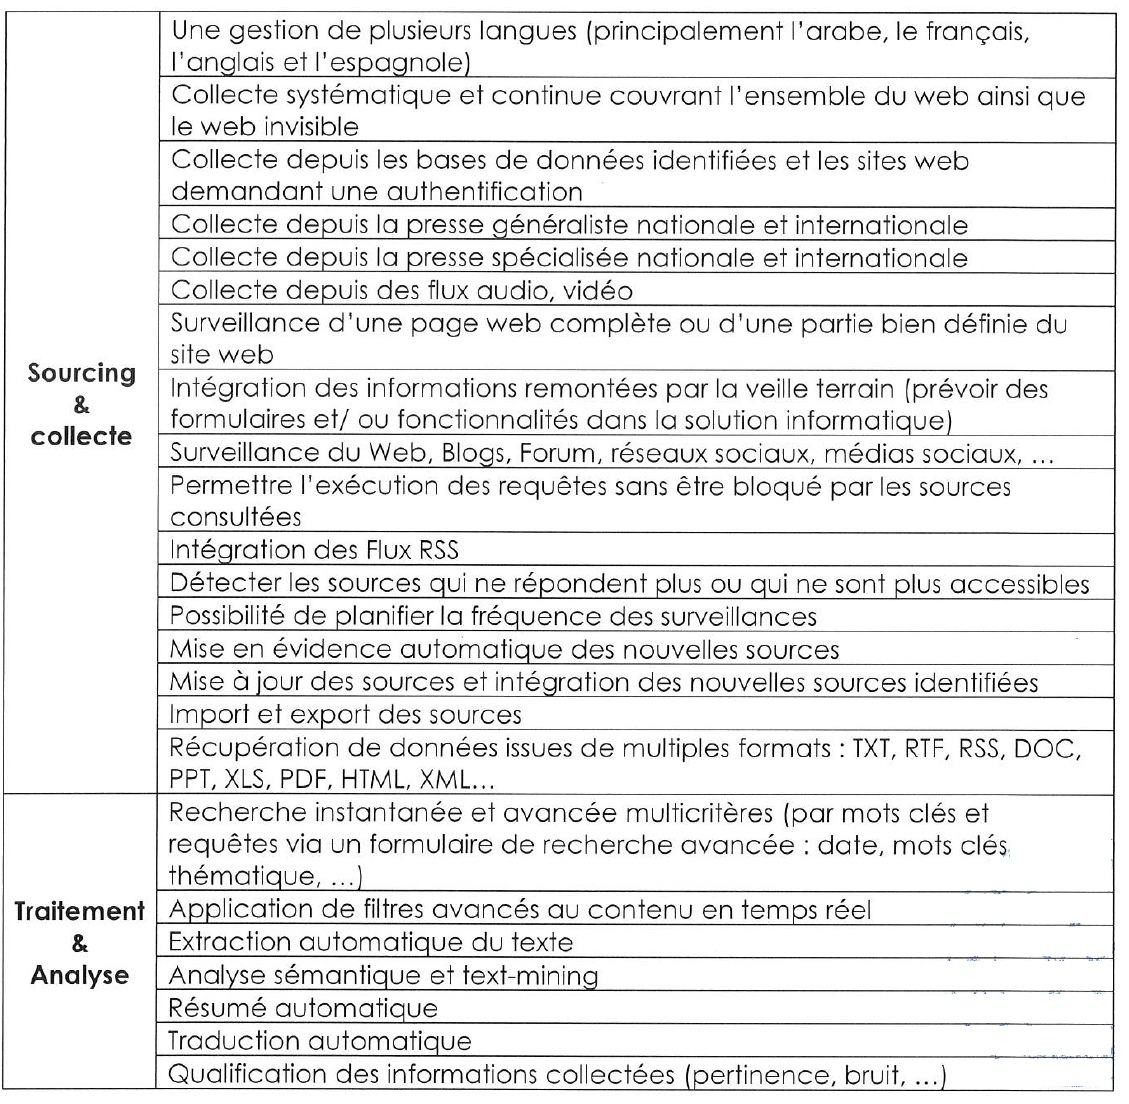 Une gestion de plusieurs langues (principalement l'arabe, le français,
l'anglais et l'espagnole)
Collecte systématique et continue couvrant l'ensemble du web ainsi que
le web invisible
Collecte depuis les bases de données identifiées et les sites web
demandant une authentification
Collecte depuis la presse généraliste nationale et internationale
Collecte depuis la presse spécialisée nationale et internationale
Collecte depuis des flux audio, vidéo
Surveillance d'une page web complète ou d'une partie bien définie du
site web
Sourcing
&
collecte
Intégration des informations remontées par la veille terrain (prévoir des
formulaires et/ ou fonctionnalités dans la solution informatique)
Surveillance du Web, Blogs, Forum, réseaux sociaux, médias sociaux, ...
Permettre l'exécution des requêtes sans être bloqué par les sources
consultées
Intégration des Flux RSS
Détecter les sources qui ne répondent plus ou qui ne sont plus accessibles
Possibilité de planifier la fréquence des surveillances
Mise en évidence automatique des nouvelles sources
Mise à jour des sources et intégration des nouvelles sources identifiées
Import et export des sources
Récupération de données issues de multiples formats : TXT, RTF, RSS, DOC,
PPT, XLS, PDF, HTML, XML...
Recherche instantanée et avancée multicritères (par mots clés et
requêtes via un formulaire de recherche avancée : date, mots clés,
thématique, ...)
Traitement
&
Analyse
Application de filtres avancés au contenu en temps réel
Extraction automatique du texte
Analyse sémantique et text-mining
Résumé automatique
Traduction automatique
Qualification des informations collectées (pertinence, bruit, ...)